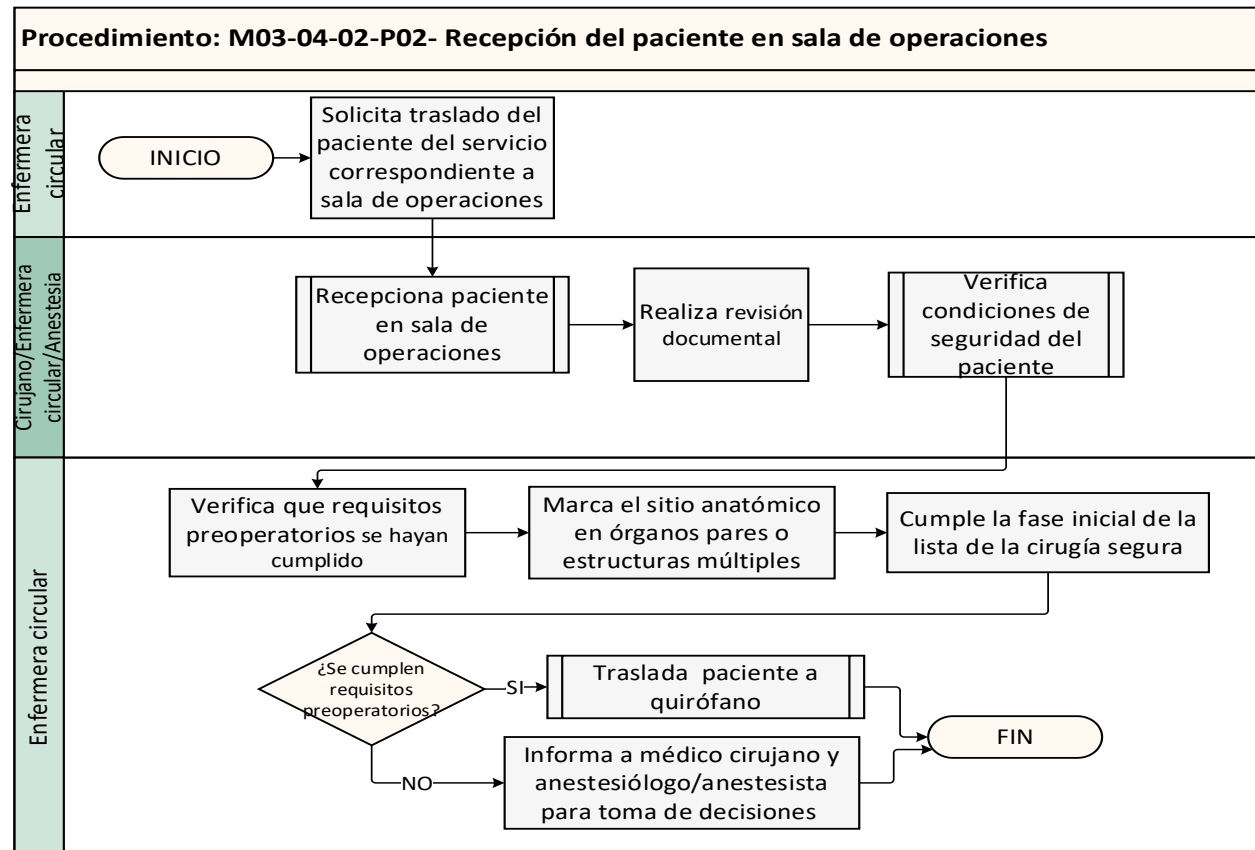 Procedimiento: M03-04-02-P02- Recepción del paciente en sala de operaciones
Enfermera
circular
INICIO
Solicita traslado del
paciente del servicio
correspondiente a
sala de operaciones
Cirujano/Enfermera
circular/Anestesia
Recepciona paciente
en sala de
operaciones
Realiza revisión
documental
Verifica
condiciones de
seguridad del
paciente
Enfermera circular
Verifica que requisitos
preoperatorios se hayan
cumplido
Marca el sitio anatómico
en órganos pares o
estructuras múltiples
Cumple la fase inicial de la
lista de la cirugía segura
¿Se cumplen
requisitos
preoperatorios?
SI
Traslada paciente a
quirófano
NO
Informa a médico cirujano y
anestesiólogo/anestesista
para toma de decisiones
FIN